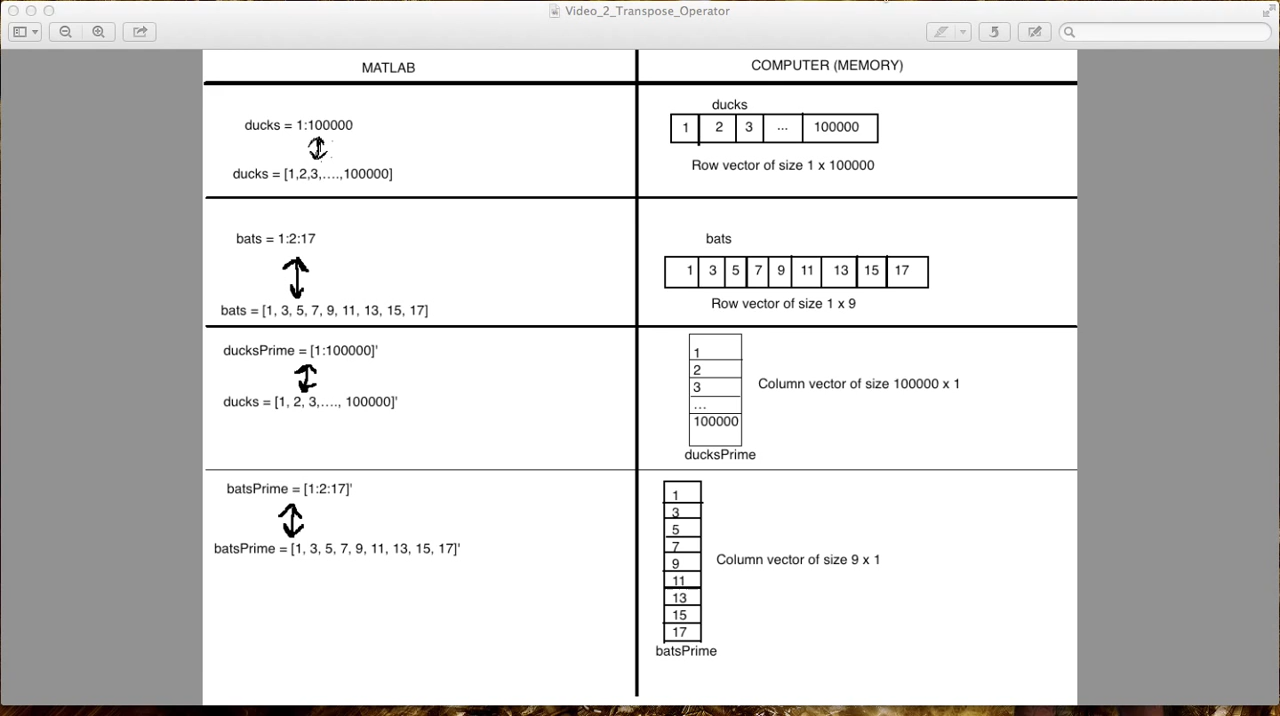 Video_2_Transpose_Operator
MATLAB
COMPUTER (MEMORY)
ducks = 1:100000
ducks = [1,2,3,....,100000]
ducks
1 2 3 ... 100000
Row vector of size 1 x 100000
bats = 1:2:17
bats = [1, 3, 5, 7, 9, 11, 13, 15, 17]
bats
1 3 5 7 9 11 13 15 17
Row vector of size 1 x 9
ducksPrime = [1:100000]'
ducks = [1, 2, 3,...., 100000]'
1
2
3
...
100000
ducksPrime
Column vector of size 100000 x 1
batsPrime = [1:2:17]'
batsPrime = [1, 3, 5, 7, 9, 11, 13, 15, 17]'
1
3
5
7
9
11
13
15
17
batsPrime
Column vector of size 9 x 1